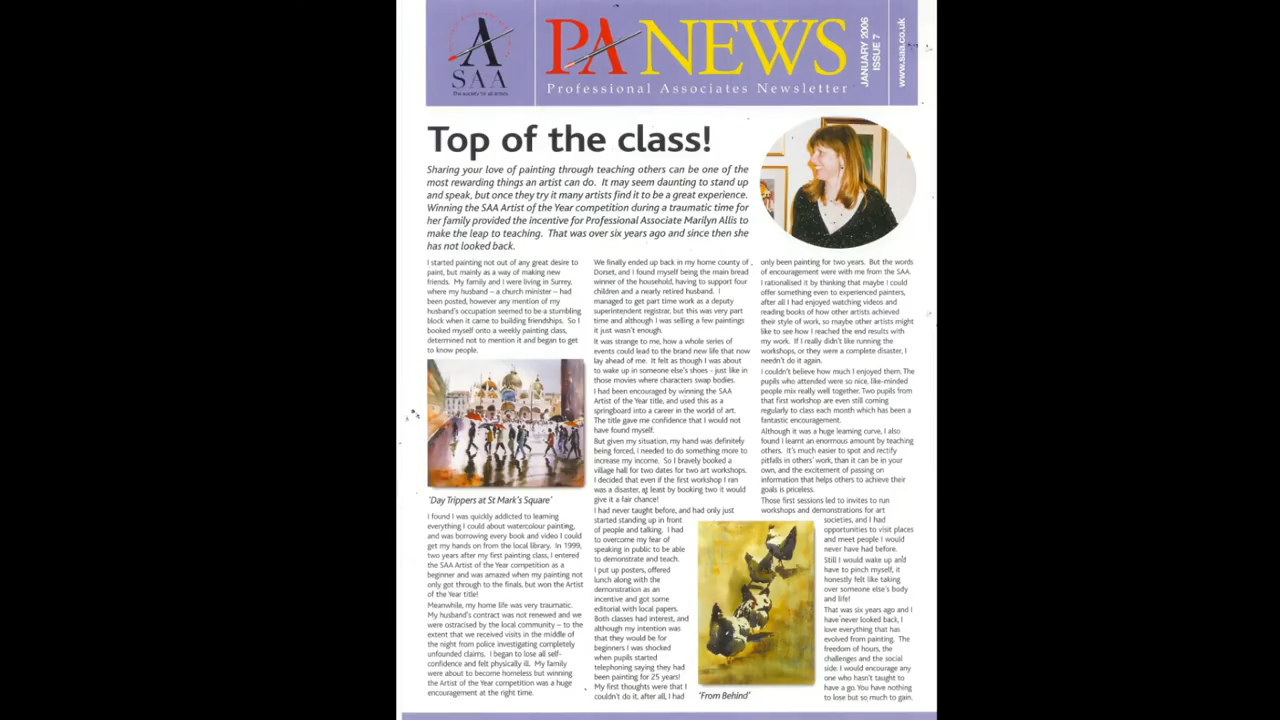 A
SAA
The society for all artists
PA NEWS
Professional Associates Newsletter
JANUARY 2006
ISSUE 7
www.saa.co.uk
Top of the class!
Sharing your love of painting through teaching others can be one of the
most rewarding things an artist can do. It may seem daunting to stand up
and speak, but once they try it many artists find it to be a great experience.
Winning the SAA Artist of the Year competition during a traumatic time for
her family provided the incentive for Professional Associate Marilyn Allis to
make the leap to teaching. That was over six years ago and since then she
has not looked back.
I started painting not out of any great desire to
paint, but mainly as a way of making new
friends. My family and I were living in Surrey,
where my husband – a church minister – had
been posted, however any mention of my
husband's occupation seemed to be a stumbling
block when it came to building friendships. So I
booked myself onto a weekly painting class,
determined not to mention it and began to get
to know people.
'Day Trippers at St Mark's Square'
I found I was quickly addicted to learning
everything I could about watercolour painting,
and was borrowing every book and video I could
get my hands on from the local library. In 1999,
two years after my first painting class, I entered
the SAA Artist of the Year competition as a
beginner and was amazed when my painting not
only got through to the finals, but won the Artist
of the Year title!
Meanwhile, my home life was very traumatic.
My husband's contract was not renewed and we
were ostracised by the local community – to the
extent that we received visits in the middle of
the night from police investigating completely
unfounded claims. I began to lose all self-
confidence and felt physically ill. My family
were about to become homeless but winning
the Artist of the Year competition was a huge
encouragement at the right time.
We finally ended up back in my home county of
Dorset, and I found myself being the main bread
winner of the household, having to support four
children and a nearly retired husband. I
managed to get part time work as a deputy
superintendent registrar, but this was very part
time and although I was selling a few paintings
it just wasn't enough.
It was strange to me, how a whole series of
events could lead to the brand new life that now
lay ahead of me. It felt as though I was about
to wake up in someone else's shoes - just like in
those movies where characters swap bodies.
I had been encouraged by winning the SAA
Artist of the Year title, and used this as a
springboard into a career in the world of art.
The title gave me confidence that I would not
have found myself.
But given my situation, my hand was definitely
being forced, I needed to do something more to
increase my income. So I bravely booked a
village hall for two dates for two art workshops.
I decided that even if the first workshop I ran
was a disaster, at least by booking two it would
give it a fair chance!
I had never taught before, and had only just
started standing up in front
of people and talking. I had
to overcome my fear of
speaking in public to be able
to demonstrate and teach.
I put up posters, offered
lunch along with the
demonstration as an
incentive and got some
editorial with local papers.
Both classes had interest, and
although my intention was
that they would be for
beginners I was shocked
when pupils started
telephoning saying they had
been painting for 25 years!
My first thoughts were that I
couldn't do it, after all, I had
'From Behind'
only been painting for two years. But the words
of encouragement were with me from the SAA.
I rationalised it by thinking that maybe I could
offer something even to experienced painters,
after all I had enjoyed watching videos and
reading books of how other artists achieved
their style of work, so maybe other artists might
like to see how I reached the end results with
my work. If I really didn't like running the
workshops, or they were a complete disaster, I
needn't do it again.
I couldn't believe how much I enjoyed them. The
pupils who attended were so nice, like-minded
people mix really well together. Two pupils from
that first workshop are even still coming
regularly to class each month which has been a
fantastic encouragement.
Although it was a huge learning curve, I also
found I learnt an enormous amount by teaching
others. It's much easier to spot and rectify
pitfalls in others' work, than it can be in your
own, and the excitement of passing on
information that helps others to achieve their
goals is priceless.
Those first sessions led to invites to run
workshops and demonstrations for art
societies, and I had
opportunities to visit places
and meet people I would
never have had before.
Still I would wake up and
have to pinch myself, it
honestly felt like taking
over someone else's body
and life!
That was six years ago and I
have never looked back, I
love everything that has
evolved from painting. The
freedom of hours, the
challenges and the social
side. I would encourage any
one who hasn't taught to
have a go. You have nothing
to lose but so much to gain.